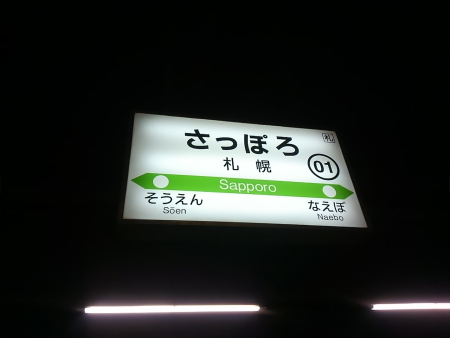 さっぽろ
札
札幌
01
Sapporo
そうえん
Sōen
なえぼ
Naebo